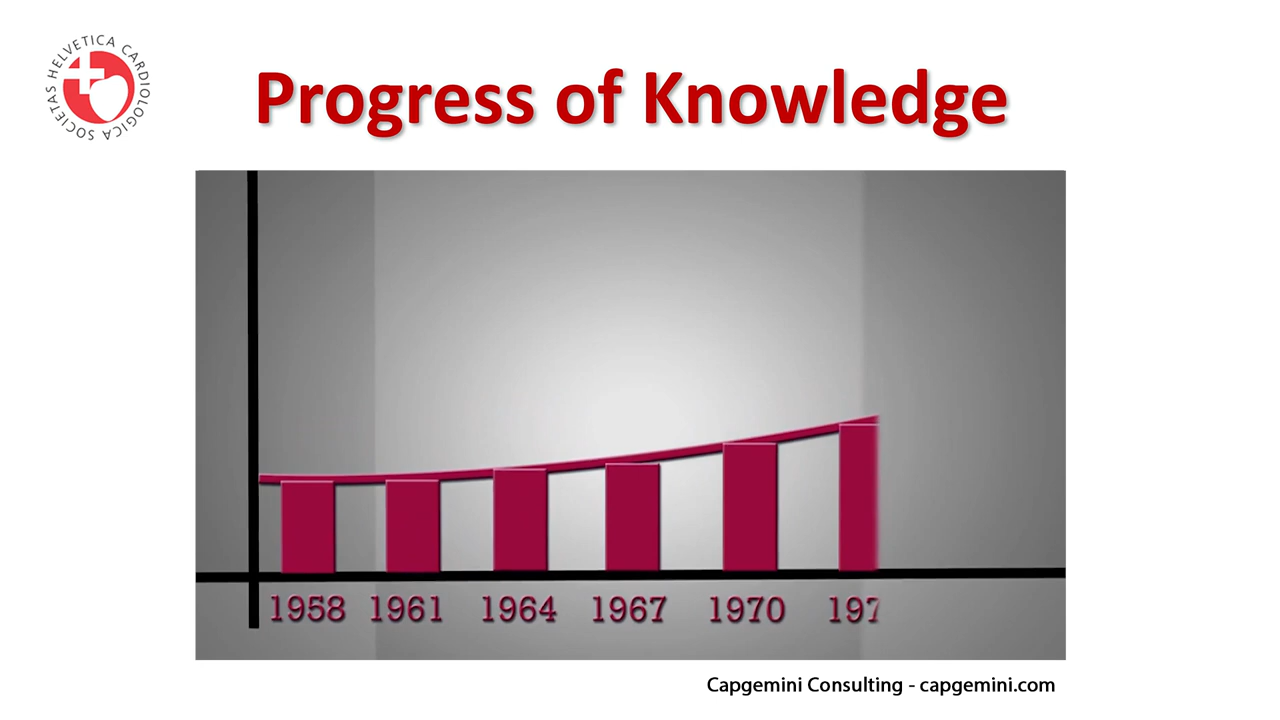 SOCIETAS HELVETICA CARDIOLOGICA
Progress of Knowledge
1958 1961 1964 1967 1970 197
Capgemini Consulting - capgemini.com